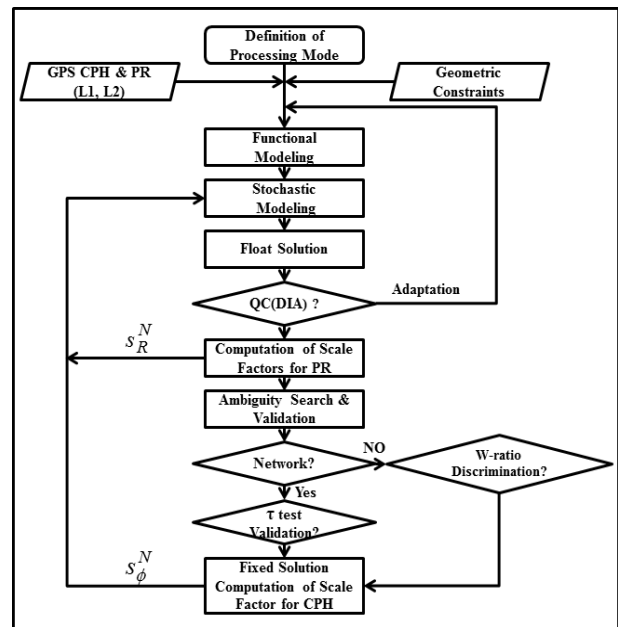 Definition of
Processing Mode
GPS CPH & PR
(L1, L2)
Geometric
Constraints
Functional
Modeling
Stochastic
Modeling
Float Solution
QC(DIA) ?
Adaptation
s_R^N
Computation of Scale
Factors for PR
Ambiguity Search &
Validation
Network?
NO
W-ratio
Discrimination?
Yes
τ test
Validation?
s_ϕ^N
Fixed Solution
Computation of Scale
Factor for CPH